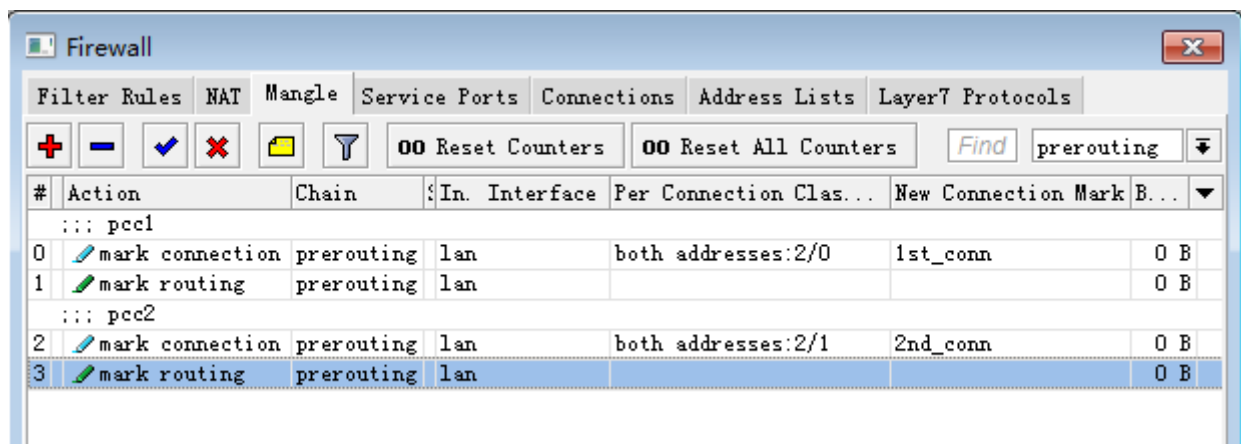 Firewall
Filter Rules NAT Mangle Service Ports Connections Address Lists Layer7 Protocols
00 Reset Counters 00 Reset All Counters Find prerouting
# Action Chain In. Interface Per Connection Clas... New Connection Mark B...
;;; pcc1
0 mark connection prerouting lan both addresses:2/0 1st_conn 0 B
1 mark routing prerouting lan 0 B
;;; pcc2
2 mark connection prerouting lan both addresses:2/1 2nd_conn 0 B
3 mark routing prerouting lan 0 B